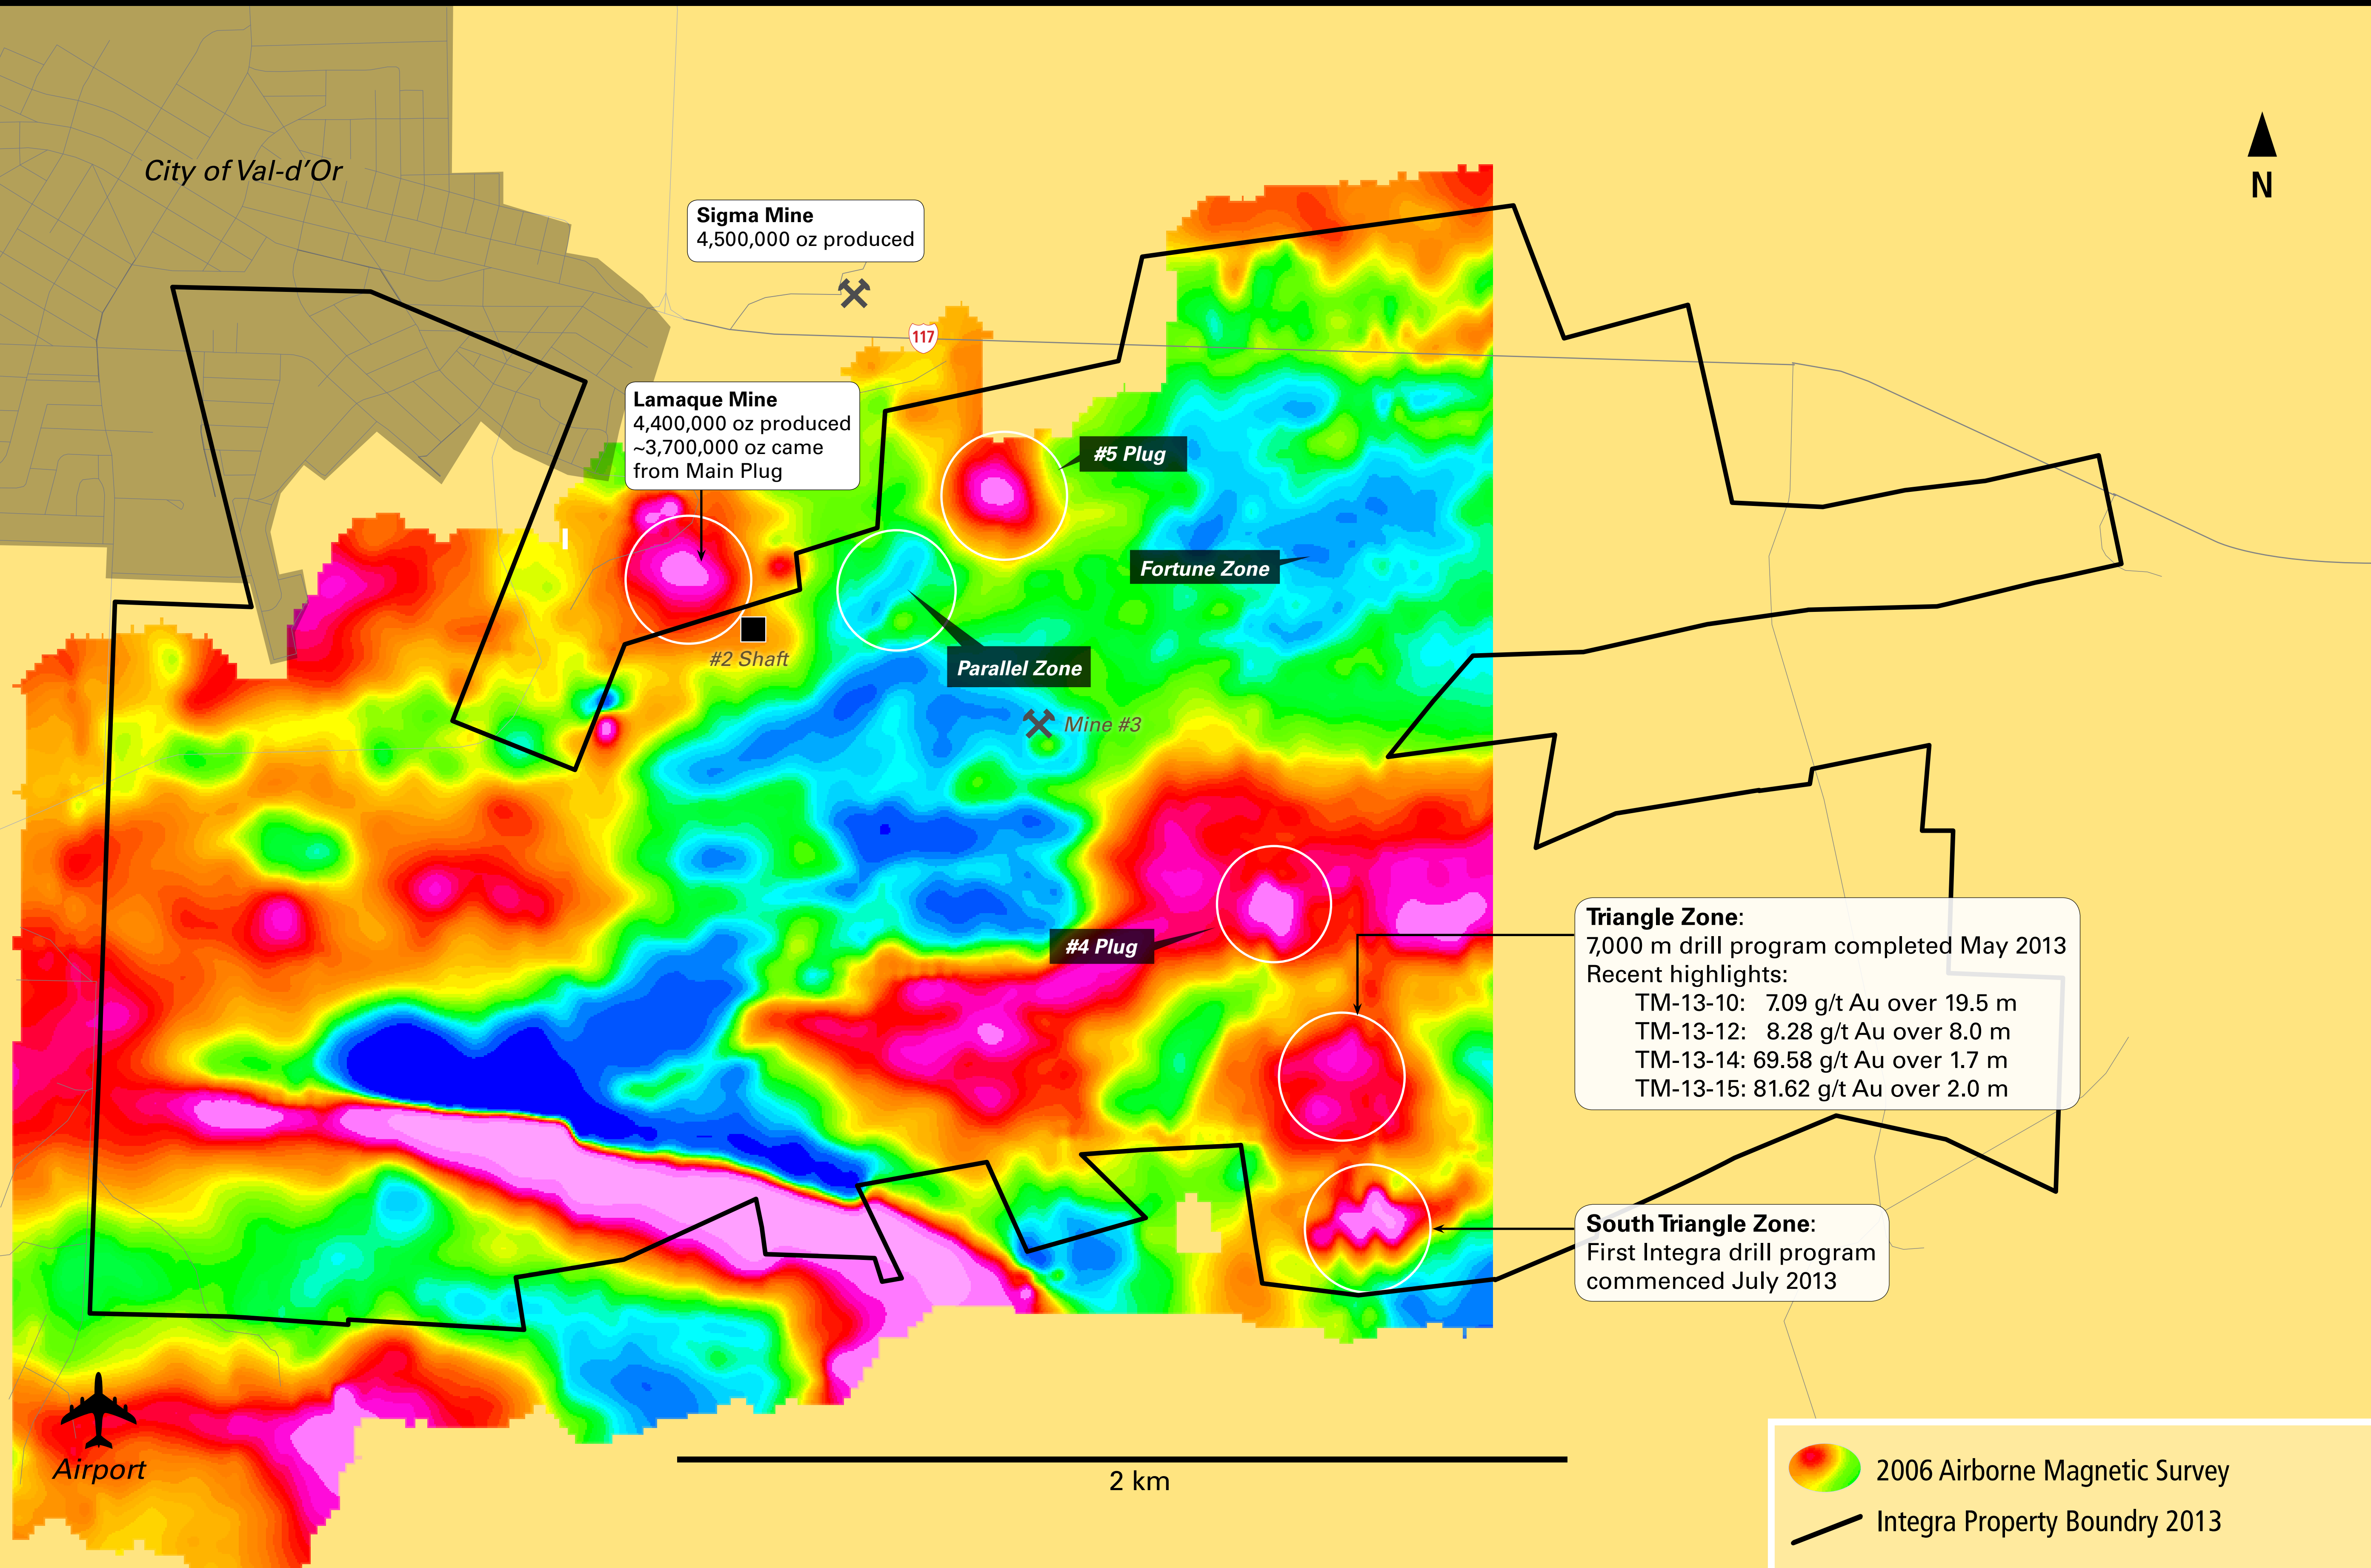 City of Val-d'Or
N
Sigma Mine
4,500,000 oz produced
117
Lamaque Mine
4,400,000 oz produced
~3,700,000 oz came
from Main Plug
#5 Plug
Fortune Zone
#2 Shaft
Parallel Zone
Mine #3
#4 Plug
Triangle Zone:
7,000 m drill program completed May 2013
Recent highlights:
TM-13-10: 7.09 g/t Au over 19.5 m
TM-13-12: 8.28 g/t Au over 8.0 m
TM-13-14: 69.58 g/t Au over 1.7 m
TM-13-15: 81.62 g/t Au over 2.0 m
South Triangle Zone:
First Integra drill program
commenced July 2013
Airport
2 km
2006 Airborne Magnetic Survey
Integra Property Boundry 2013